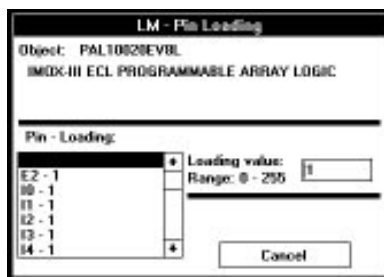 LM - Pin Loading
Object: PAL10020EV8L
IMOX-III ECL PROGRAMMABLE ARRAY LOGIC
Pin - Loading:
E2 - 1
I0 - 1
I1 - 1
I2 - 1
I3 - 1
I4 - 1
Loading value:
Range: 0 - 255
1
Cancel